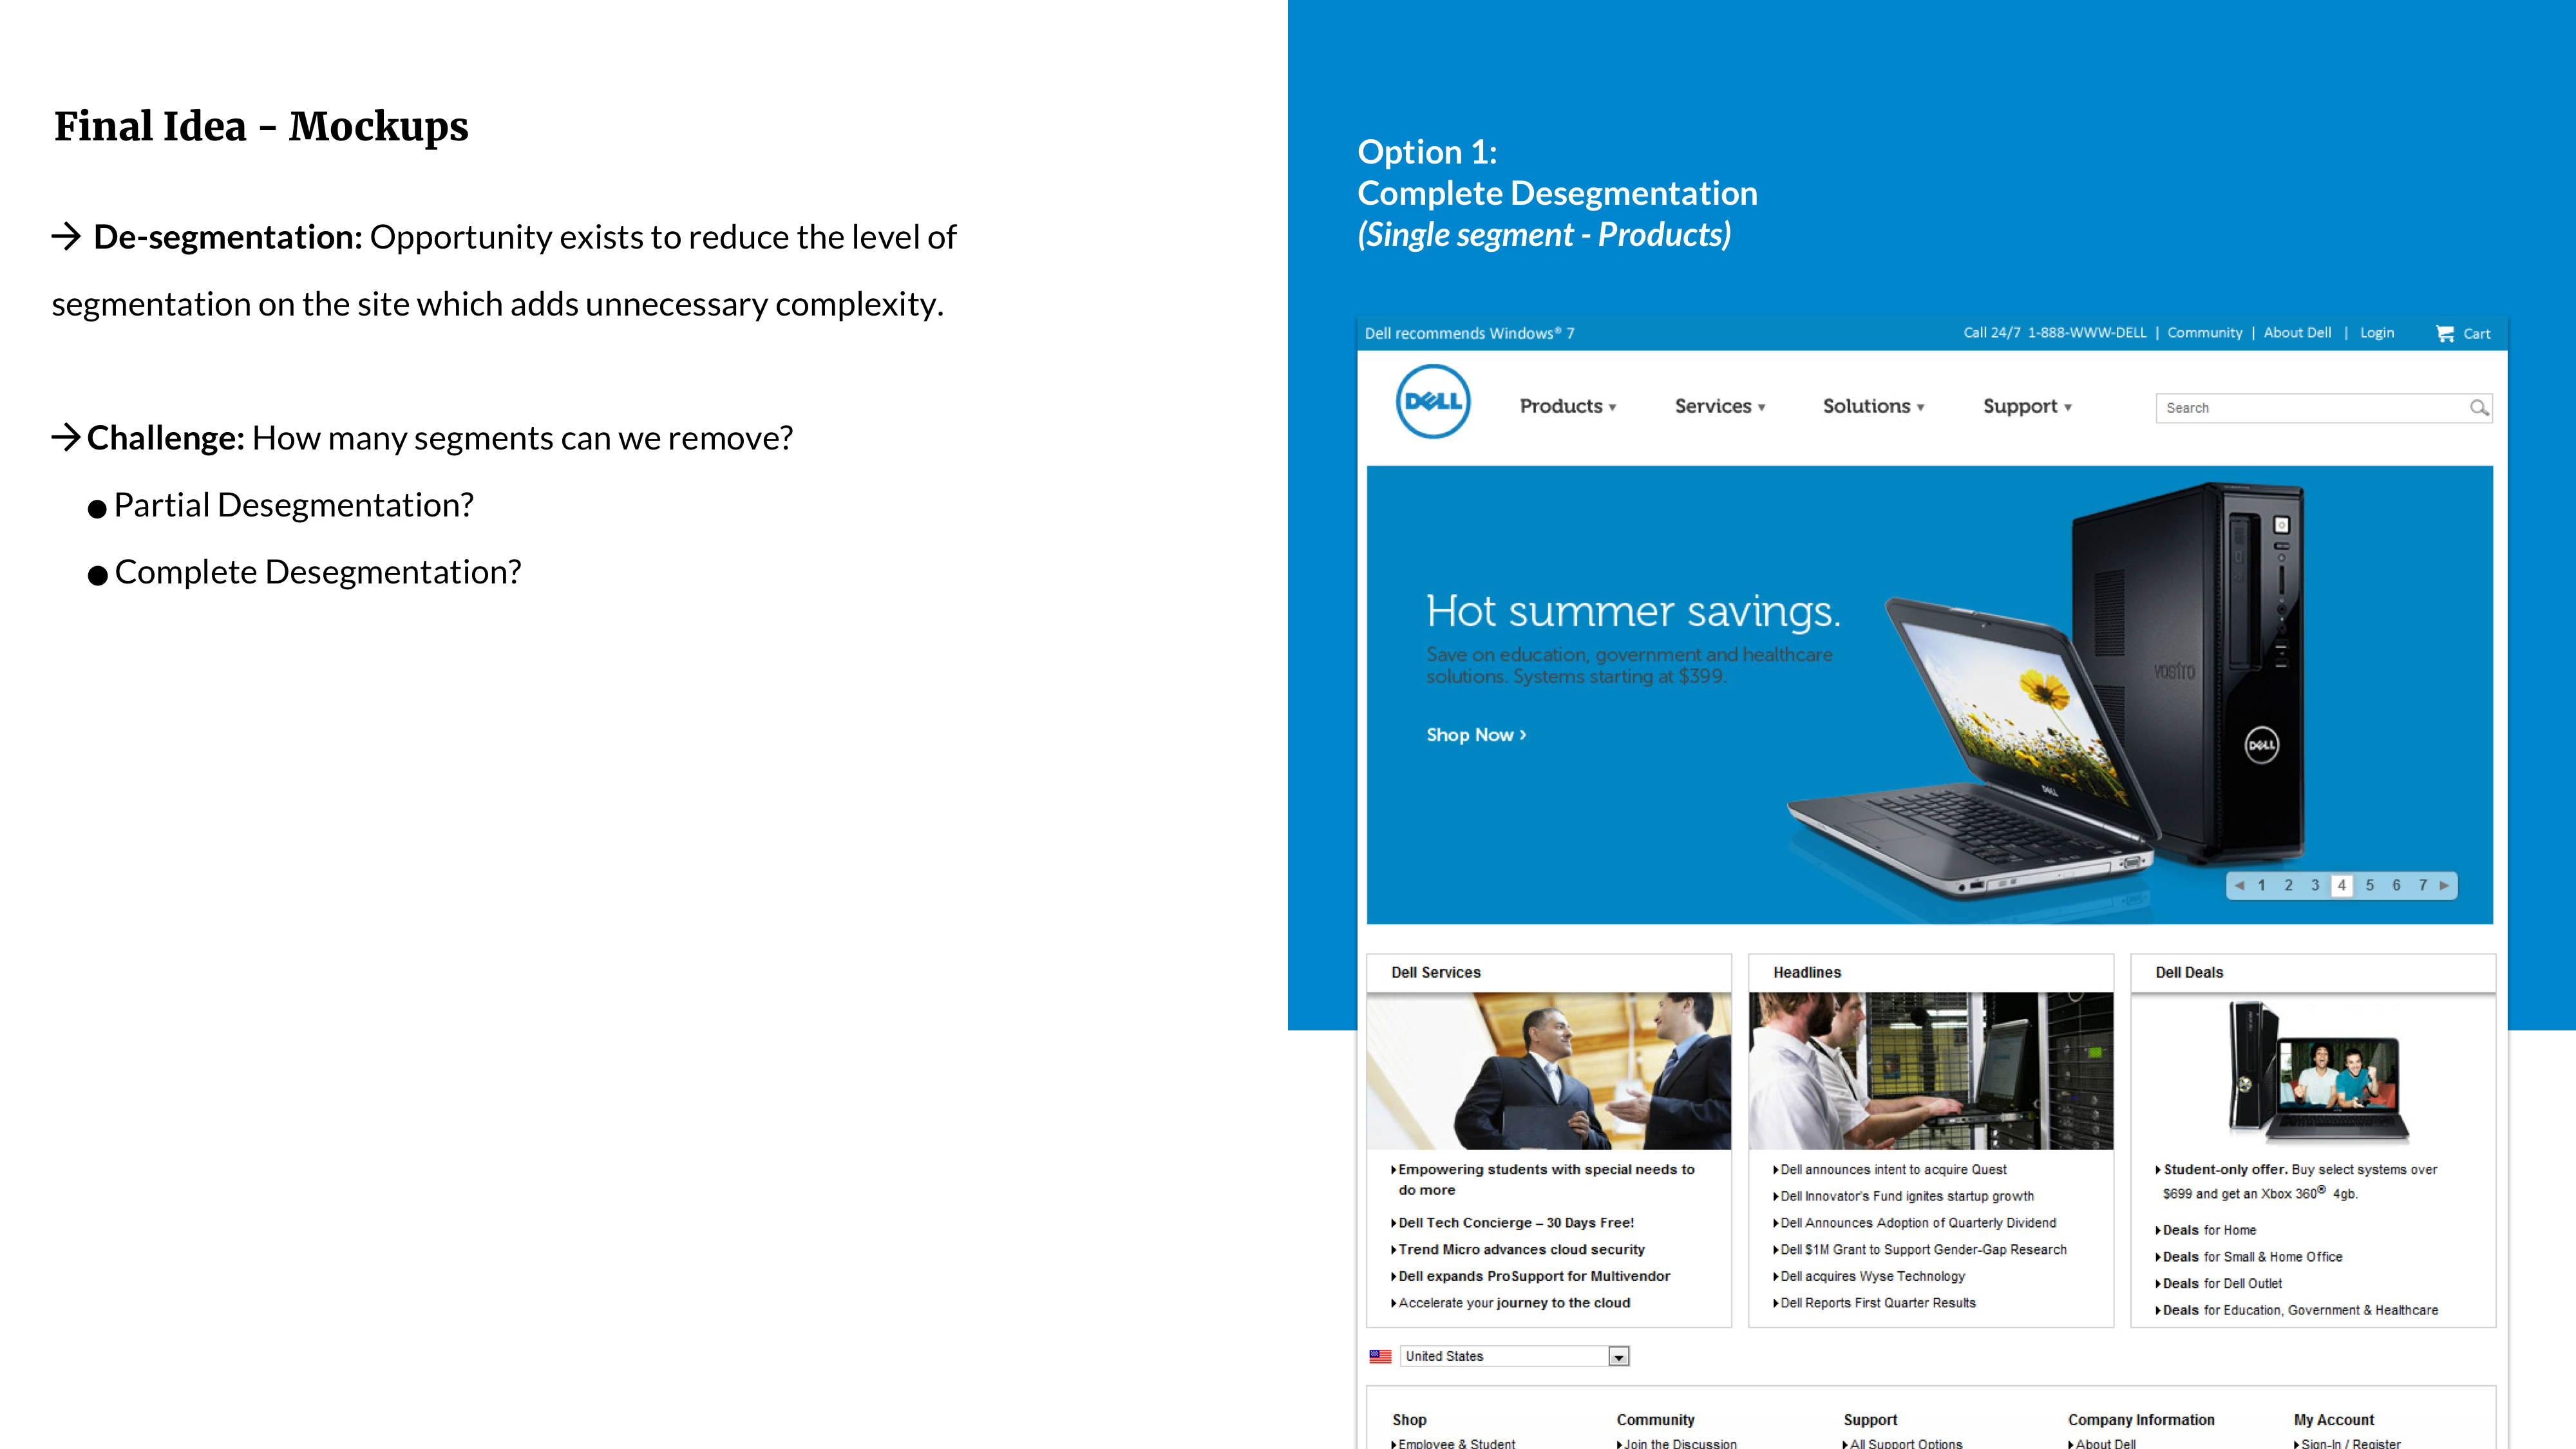 Final Idea - Mockups
→ De-segmentation: Opportunity exists to reduce the level of
segmentation on the site which adds unnecessary complexity.
→ Challenge: How many segments can we remove?
● Partial Desegmentation?
● Complete Desegmentation?
Option 1:
Complete Desegmentation
(Single segment - Products)
Dell recommends Windows® 7
Call 24/7 1-888-WWW-DELL | Community | About Dell | Login Cart
DELL
Products ▾ Services ▾ Solutions ▾ Support ▾ Search
Hot summer savings.
Save on education, government and healthcare
solutions. Systems starting at $399.
Shop Now ›
VOSTRO
DELL
DELL
◀ 1 2 3 4 5 6 7 ▶
Dell Services
Empowering students with special needs to
do more
Dell Tech Concierge – 30 Days Free!
Trend Micro advances cloud security
Dell expands ProSupport for Multivendor
Accelerate your journey to the cloud
Headlines
Dell announces intent to acquire Quest
Dell Innovator's Fund ignites startup growth
Dell Announces Adoption of Quarterly Dividend
Dell $1M Grant to Support Gender-Gap Research
Dell acquires Wyse Technology
Dell Reports First Quarter Results
Dell Deals
Student-only offer. Buy select systems over
$699 and get an Xbox 360® 4gb.
Deals for Home
Deals for Small & Home Office
Deals for Dell Outlet
Deals for Education, Government & Healthcare
United States
Shop Community Support Company Information My Account
Employee & Student Join the Discussion All Support Options About Dell Sign-In / Register